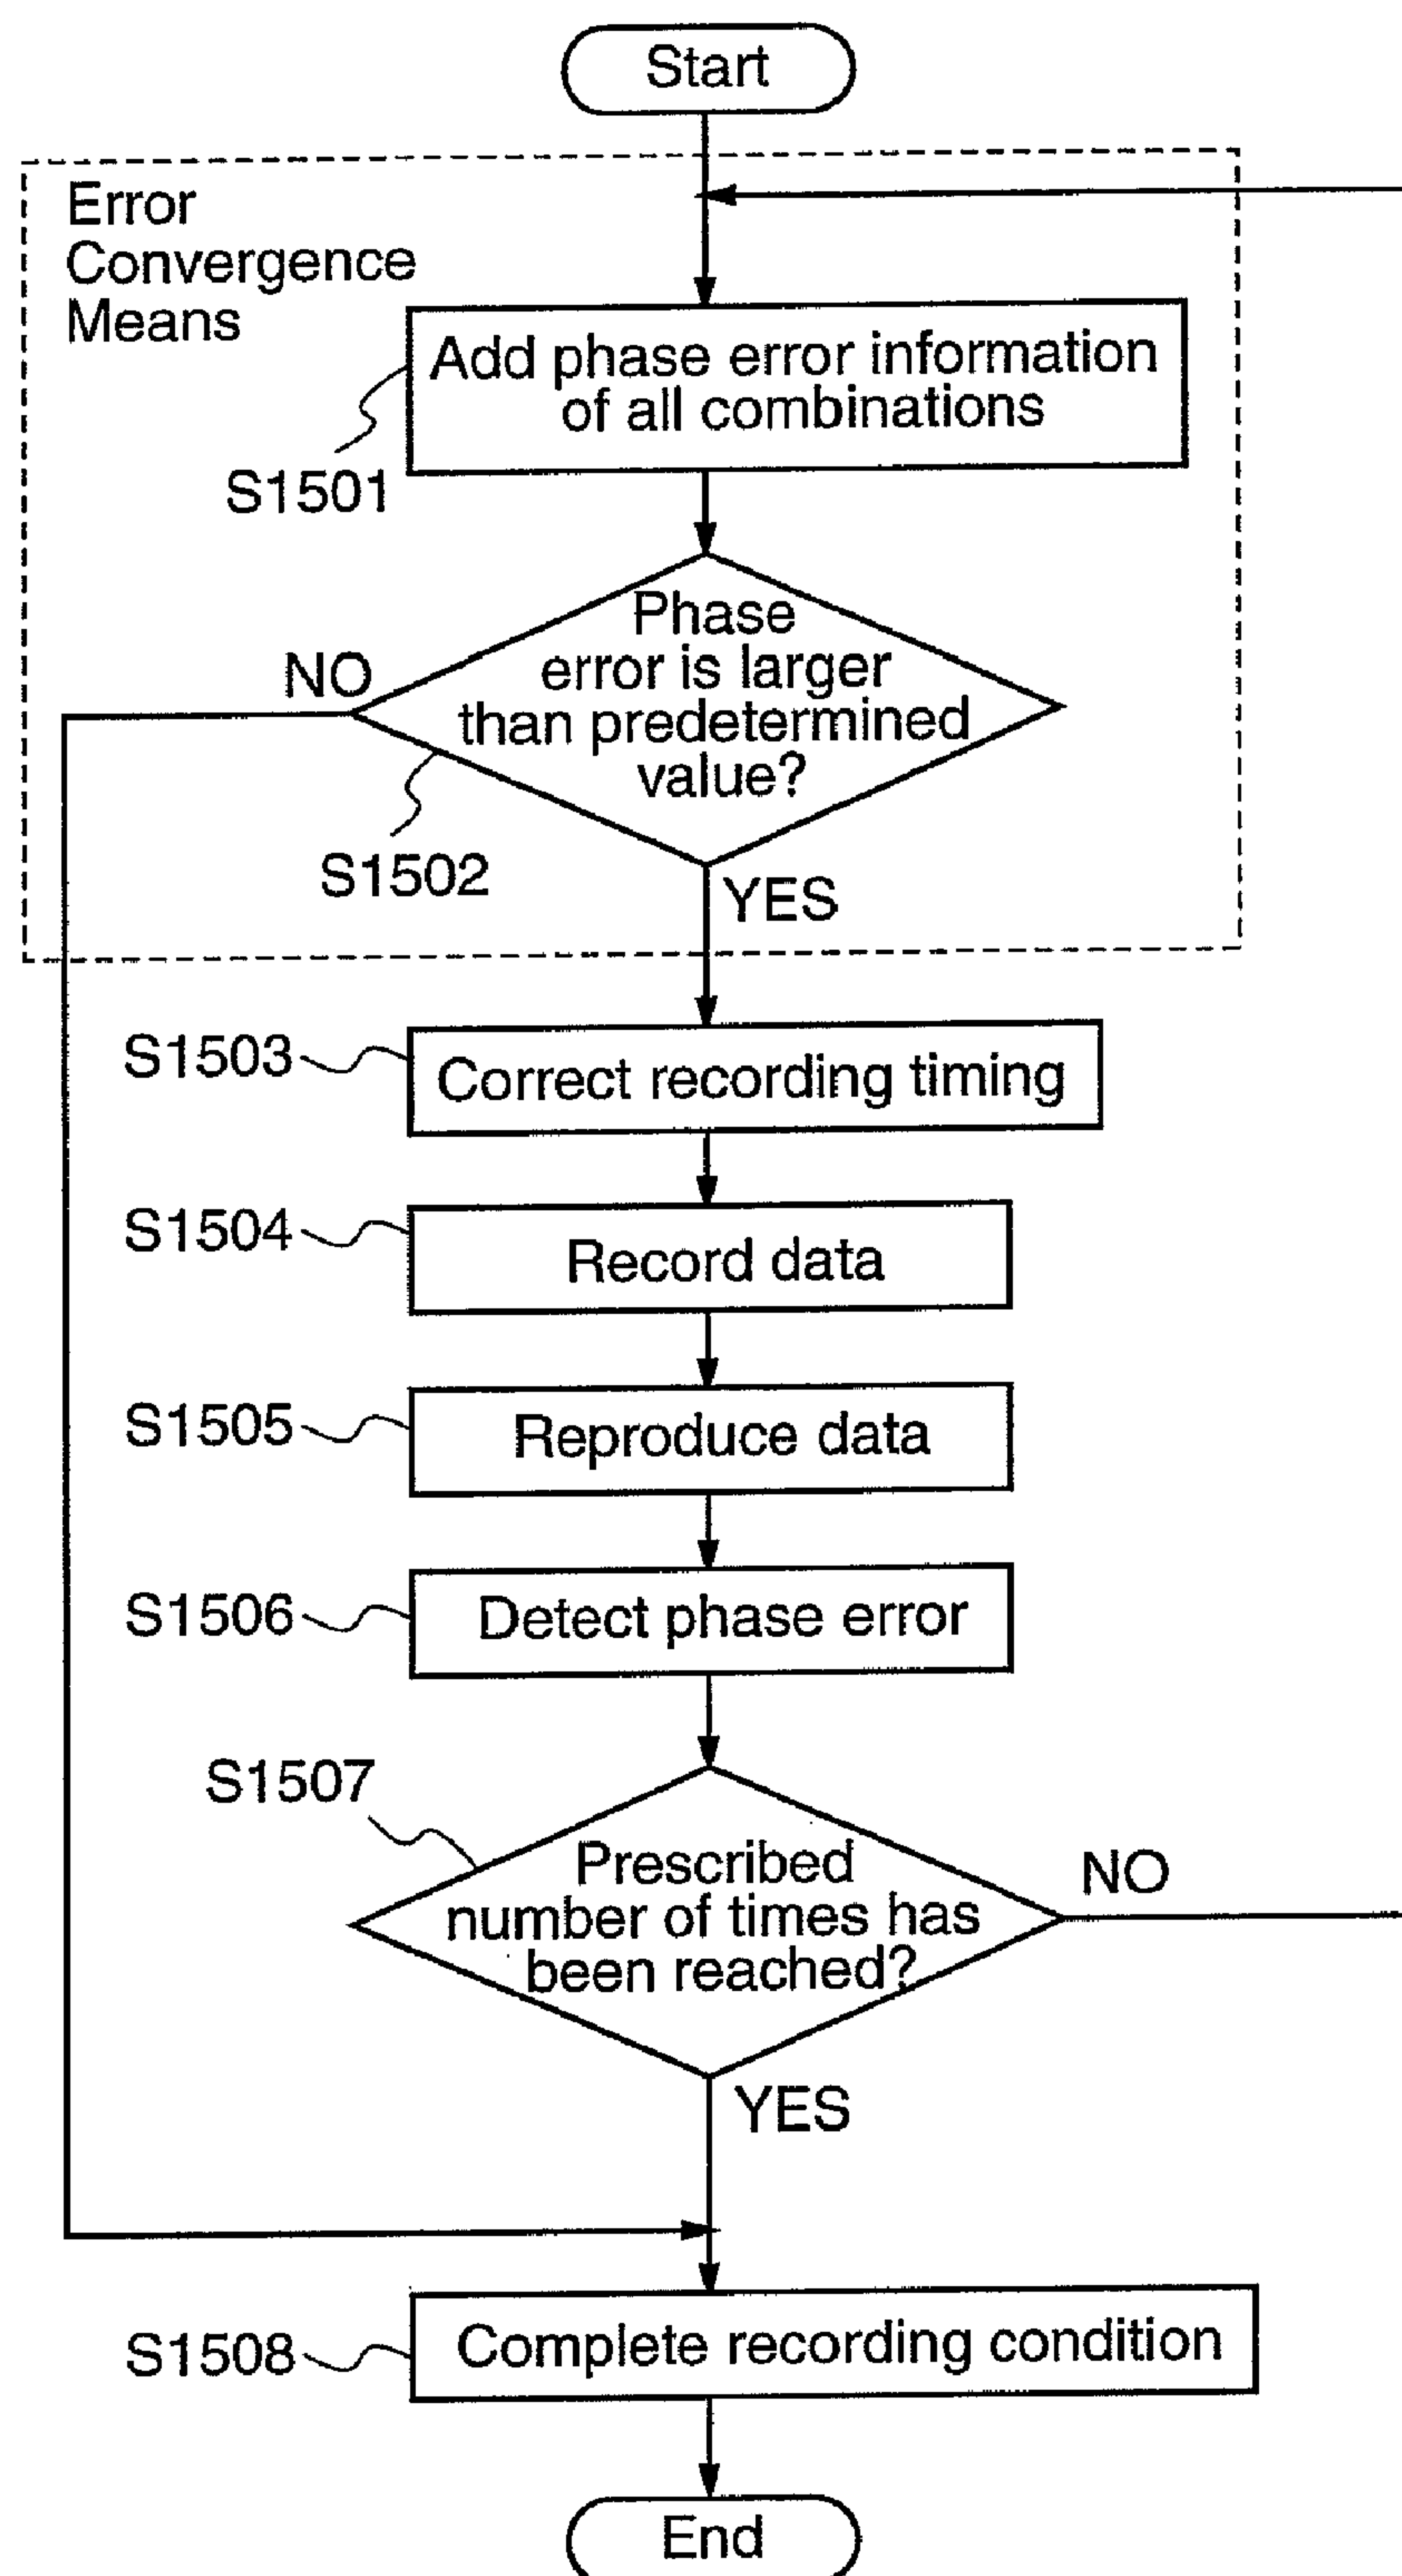 Start
Error
Convergence
Means
Add phase error information
of all combinations
S1501
Phase
error is larger
than predetermined
value?
NO
S1502
YES
S1503
Correct recording timing
S1504
Record data
S1505
Reproduce data
S1506
Detect phase error
S1507
Prescribed
number of times has
been reached?
NO
YES
S1508
Complete recording condition
End